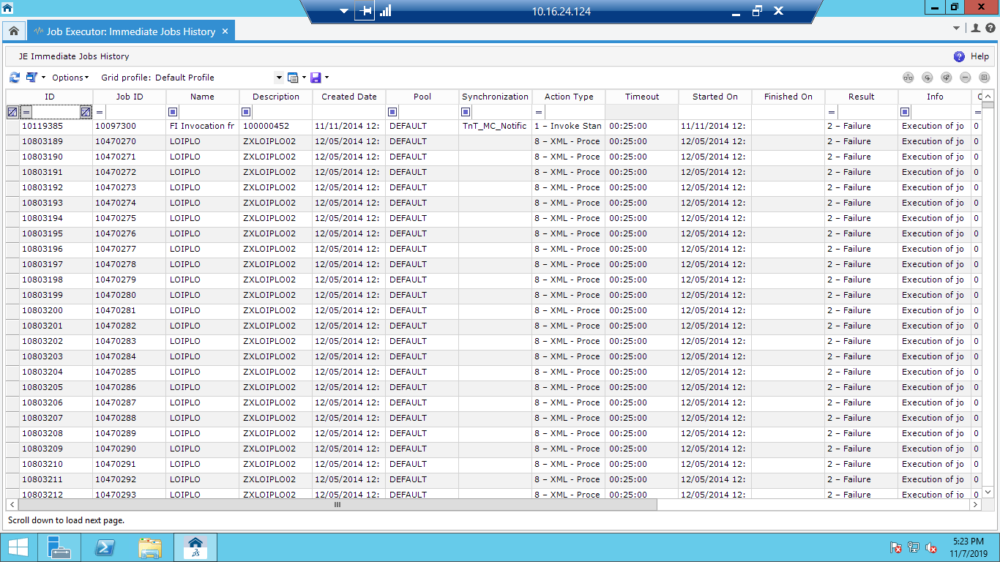 10.16.24.124
Job Executor: Immediate Jobs History ×
JE Immediate Jobs History
Help
Options Grid profile: Default Profile
ID Job ID Name Description Created Date Pool Synchronization Action Type Timeout Started On Finished On Result Info
= = = = =
10119385 10097300 FI Invocation fr 100000452 11/11/2014 12: DEFAULT TnT_MC_Notific 1 – Invoke Stan 00:25:00 11/11/2014 12: 2 – Failure Execution of jo 0
10803189 10470270 LOIPLO ZXLOIPLO02 12/05/2014 12: DEFAULT 8 – XML - Proce 00:25:00 12/05/2014 12: 2 – Failure Execution of jo 0
10803190 10470271 LOIPLO ZXLOIPLO02 12/05/2014 12: DEFAULT 8 – XML - Proce 00:25:00 12/05/2014 12: 2 – Failure Execution of jo 0
10803191 10470272 LOIPLO ZXLOIPLO02 12/05/2014 12: DEFAULT 8 – XML - Proce 00:25:00 12/05/2014 12: 2 – Failure Execution of jo 0
10803192 10470273 LOIPLO ZXLOIPLO02 12/05/2014 12: DEFAULT 8 – XML - Proce 00:25:00 12/05/2014 12: 2 – Failure Execution of jo 0
10803193 10470274 LOIPLO ZXLOIPLO02 12/05/2014 12: DEFAULT 8 – XML - Proce 00:25:00 12/05/2014 12: 2 – Failure Execution of jo 0
10803194 10470275 LOIPLO ZXLOIPLO02 12/05/2014 12: DEFAULT 8 – XML - Proce 00:25:00 12/05/2014 12: 2 – Failure Execution of jo 0
10803195 10470276 LOIPLO ZXLOIPLO02 12/05/2014 12: DEFAULT 8 – XML - Proce 00:25:00 12/05/2014 12: 2 – Failure Execution of jo 0
10803196 10470277 LOIPLO ZXLOIPLO02 12/05/2014 12: DEFAULT 8 – XML - Proce 00:25:00 12/05/2014 12: 2 – Failure Execution of jo 0
10803197 10470278 LOIPLO ZXLOIPLO02 12/05/2014 12: DEFAULT 8 – XML - Proce 00:25:00 12/05/2014 12: 2 – Failure Execution of jo 0
10803198 10470279 LOIPLO ZXLOIPLO02 12/05/2014 12: DEFAULT 8 – XML - Proce 00:25:00 12/05/2014 12: 2 – Failure Execution of jo 0
10803199 10470280 LOIPLO ZXLOIPLO02 12/05/2014 12: DEFAULT 8 – XML - Proce 00:25:00 12/05/2014 12: 2 – Failure Execution of jo 0
10803200 10470281 LOIPLO ZXLOIPLO02 12/05/2014 12: DEFAULT 8 – XML - Proce 00:25:00 12/05/2014 12: 2 – Failure Execution of jo 0
10803201 10470282 LOIPLO ZXLOIPLO02 12/05/2014 12: DEFAULT 8 – XML - Proce 00:25:00 12/05/2014 12: 2 – Failure Execution of jo 0
10803202 10470283 LOIPLO ZXLOIPLO02 12/05/2014 12: DEFAULT 8 – XML - Proce 00:25:00 12/05/2014 12: 2 – Failure Execution of jo 0
10803203 10470284 LOIPLO ZXLOIPLO02 12/05/2014 12: DEFAULT 8 – XML - Proce 00:25:00 12/05/2014 12: 2 – Failure Execution of jo 0
10803204 10470285 LOIPLO ZXLOIPLO02 12/05/2014 12: DEFAULT 8 – XML - Proce 00:25:00 12/05/2014 12: 2 – Failure Execution of jo 0
10803205 10470286 LOIPLO ZXLOIPLO02 12/05/2014 12: DEFAULT 8 – XML - Proce 00:25:00 12/05/2014 12: 2 – Failure Execution of jo 0
10803206 10470287 LOIPLO ZXLOIPLO02 12/05/2014 12: DEFAULT 8 – XML - Proce 00:25:00 12/05/2014 12: 2 – Failure Execution of jo 0
10803207 10470288 LOIPLO ZXLOIPLO02 12/05/2014 12: DEFAULT 8 – XML - Proce 00:25:00 12/05/2014 12: 2 – Failure Execution of jo 0
10803208 10470289 LOIPLO ZXLOIPLO02 12/05/2014 12: DEFAULT 8 – XML - Proce 00:25:00 12/05/2014 12: 2 – Failure Execution of jo 0
10803209 10470290 LOIPLO ZXLOIPLO02 12/05/2014 12: DEFAULT 8 – XML - Proce 00:25:00 12/05/2014 12: 2 – Failure Execution of jo 0
10803210 10470291 LOIPLO ZXLOIPLO02 12/05/2014 12: DEFAULT 8 – XML - Proce 00:25:00 12/05/2014 12: 2 – Failure Execution of jo 0
10803211 10470292 LOIPLO ZXLOIPLO02 12/05/2014 12: DEFAULT 8 – XML - Proce 00:25:00 12/05/2014 12: 2 – Failure Execution of jo 0
10803212 10470293 LOIPLO ZXLOIPLO02 12/05/2014 12: DEFAULT 8 – XML - Proce 00:25:00 12/05/2014 12: 2 – Failure Execution of jo 0
Scroll down to load next page.
5:23 PM
11/7/2019